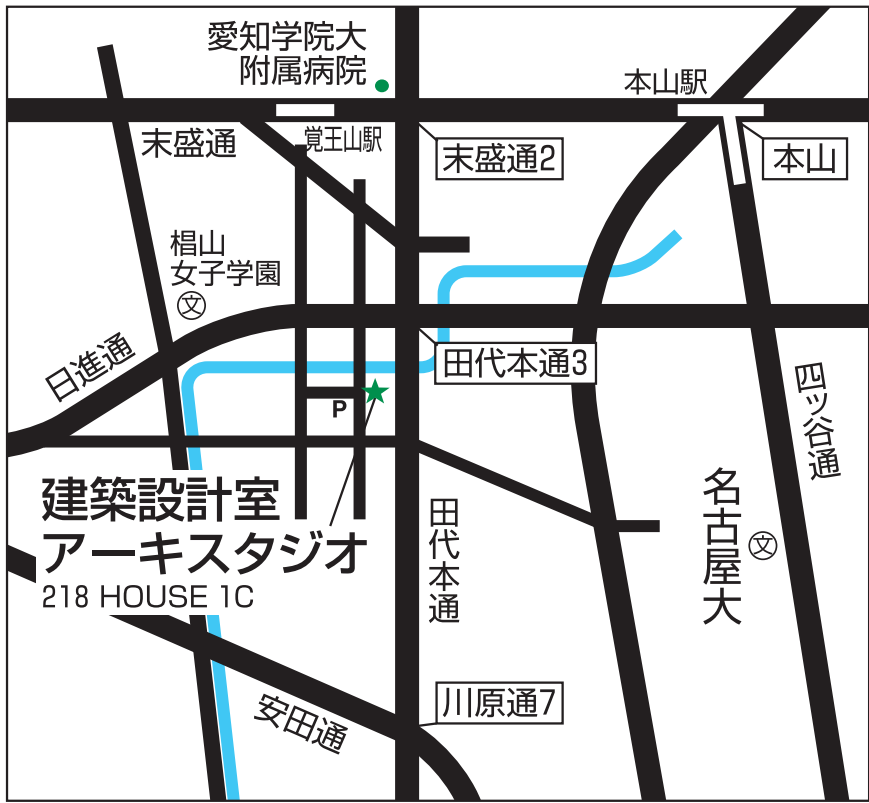 愛知学院大
附属病院
本山駅
末盛通
覚王山駅
末盛通2
本山
椙山
女子学園
文
日進通
田代本通3
P
四ッ谷通
建築設計室
アーキスタジオ
218 HOUSE 1C
田代本通
名古屋大
文
川原通7
安田通